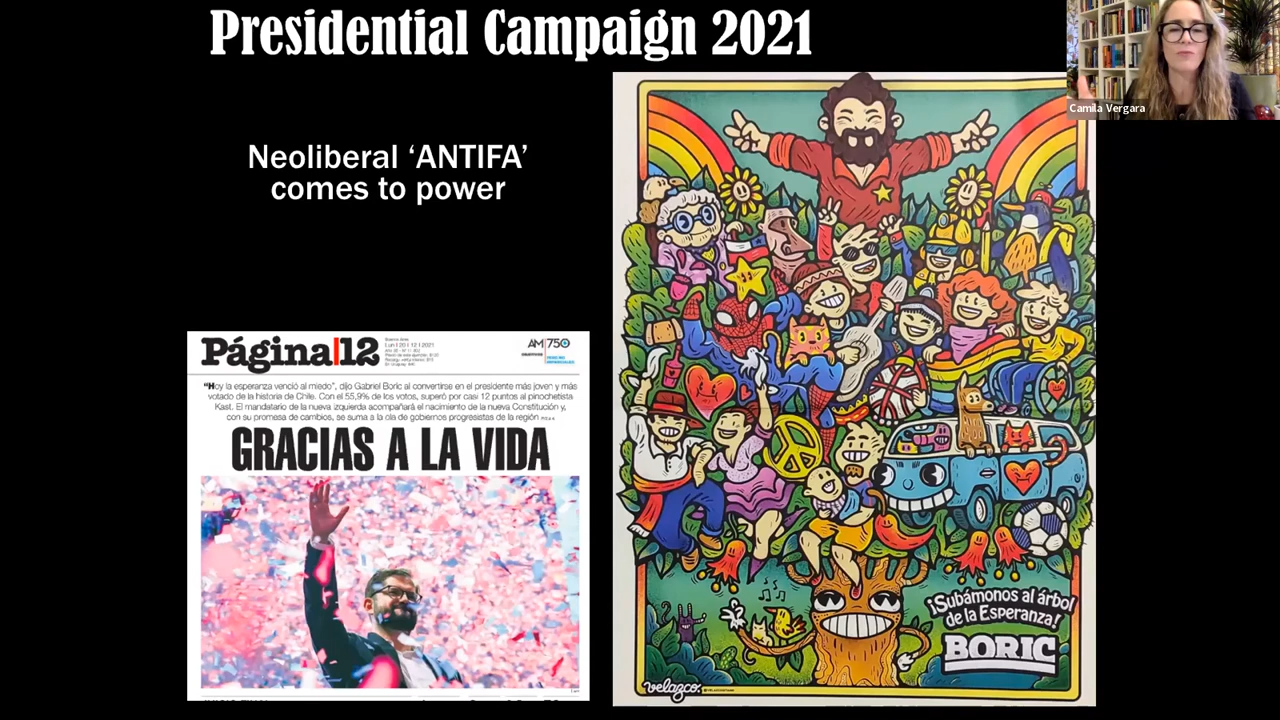 Presidential Campaign 2021
Camila Vergara
Neoliberal ‘ANTIFA’
comes to power
Página|12
AM 750
“Hoy la esperanza venció al miedo”, dijo Gabriel Boric al convertirse en el presidente más joven y más
votado de la historia de Chile. Con el 55,9% de los votos, superó por casi 12 puntos al pinochetista
Kast. El mandatario de la nueva izquierda acompañará el nacimiento de la nueva Constitución y,
con su promesa de cambios, se suma a la ola de gobiernos progresistas de la región
GRACIAS A LA VIDA
¡Subámonos al árbol
de la Esperanza!
BORIC
velazco.